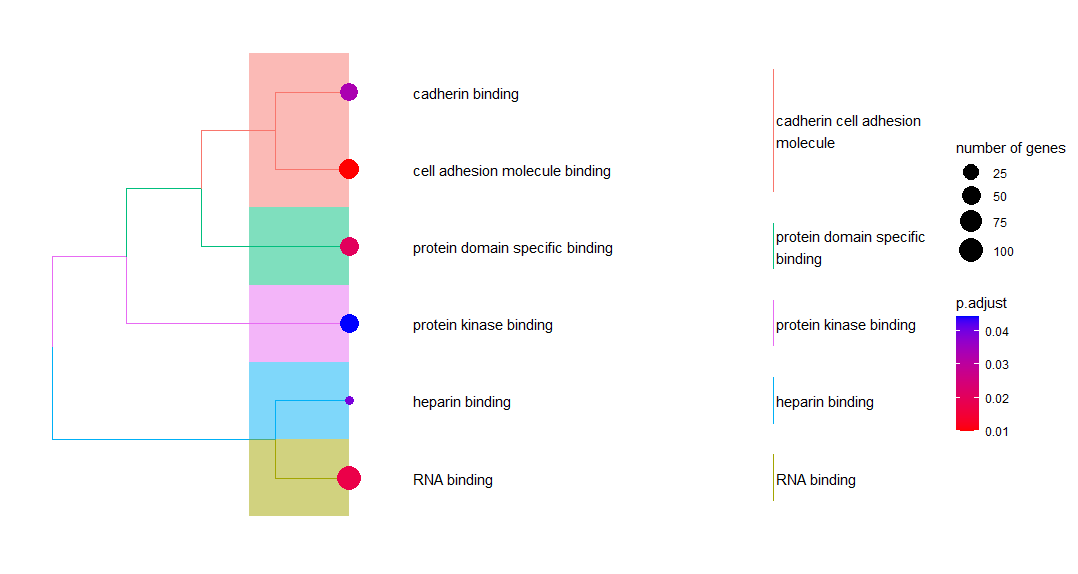 cadherin binding
cell adhesion molecule binding
protein domain specific binding
protein kinase binding
heparin binding
RNA binding
cadherin cell adhesion
molecule
protein domain specific
binding
protein kinase binding
heparin binding
RNA binding
number of genes
25
50
75
100
p.adjust
0.04
0.03
0.02
0.01